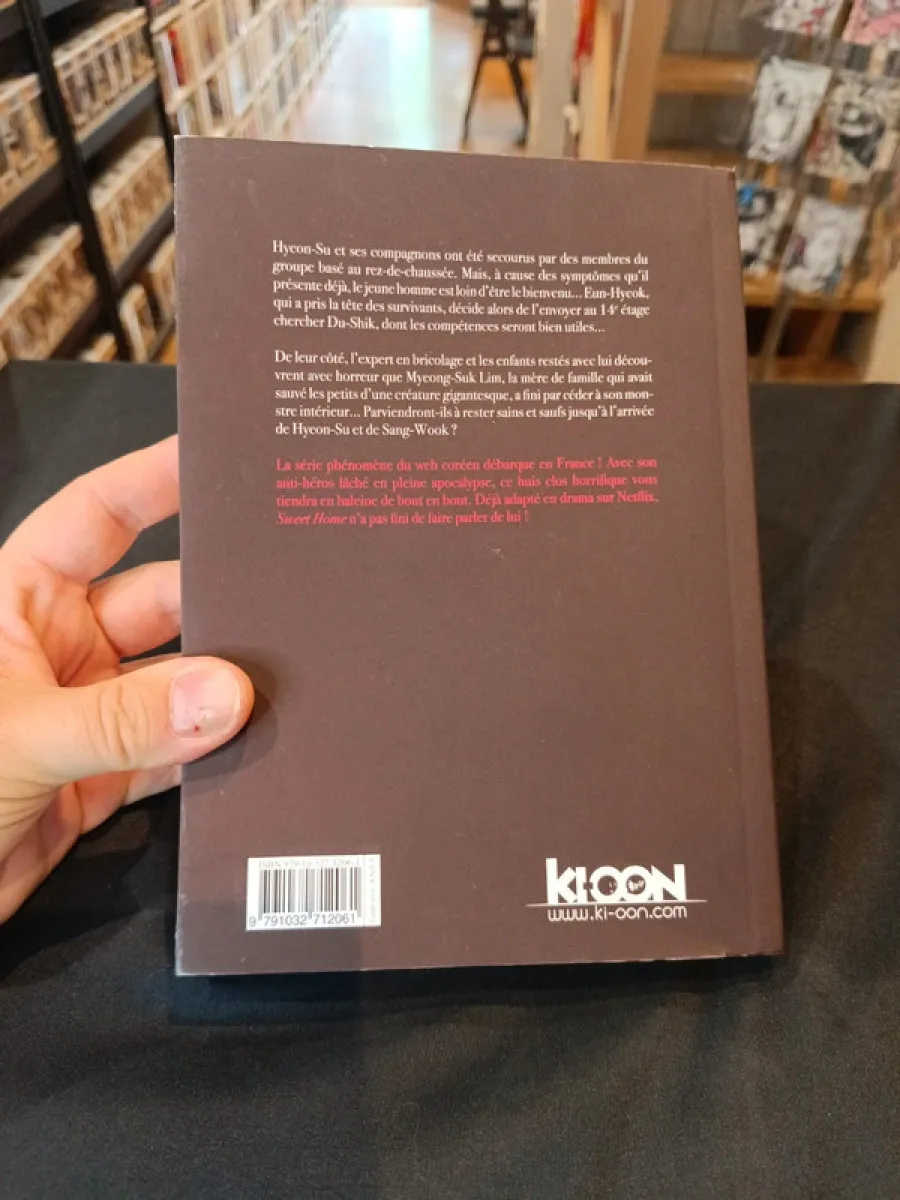 Hyeon-Su et ses compagnons ont été secourus par des membres du
groupe basé au rez-de-chaussée. Mais, à cause des symptômes qu'il
présente déjà, le jeune homme est loin d'être le bienvenu... Eun-Hyeok,
qui a pris la tête des survivants, décide alors de l'envoyer au 14e étage
chercher Du-Shik, dont les compétences seront bien utiles...
De leur côté, l'expert en bricolage et les enfants restés avec lui décou-
vrent avec horreur que Myeong-Suk Lim, la mère de famille qui avait
sauvé les petits d'une créature gigantesque, a fini par céder à son mons-
tre intérieur... Parviendront-ils à rester sains et saufs jusqu'à l'arrivée
de Hyeon-Su et de Sang-Wook ?
La série phénomène du web coréen débarque en France ! Avec son
anti-héros lâché en pleine apocalypse, ce huis clos horrifique vous
tiendra en haleine de bout en bout. Déjà adapté en drama sur Netflix,
Sweet Home n'a pas fini de faire parler de lui !
9 791032 712061
KI-OON
www.ki-oon.com